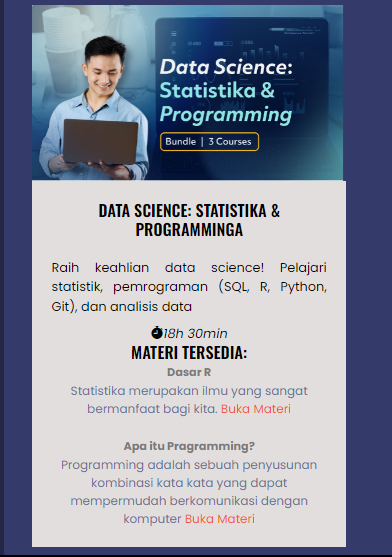 Data Science:
Statistika &
Programming
Bundle | 3 Courses
DATA SCIENCE: STATISTIKA &
PROGRAMMINGA
Raih keahlian data science! Pelajari
statistik, pemrograman (SQL, R, Python,
Git), dan analisis data
18h 30min
MATERI TERSEDIA:
Dasar R
Statistika merupakan ilmu yang sangat
bermanfaat bagi kita. Buka Materi
Apa itu Pragramming?
Programming adalah sebuah penyusunan
kombinasi kata kata yang dapat
mempermudah berkomunikasi dengan
komputer Buka Materi